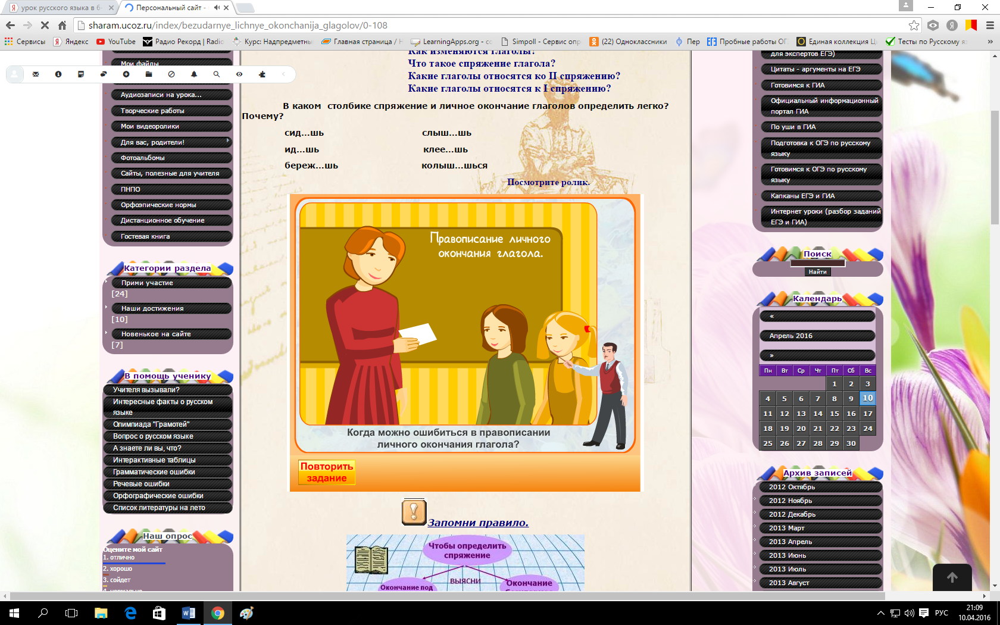 урок русского языка в 6-
Персональный сайт -
sharam.ucoz.ru/index/bezudarnye_lichnye_okonchanija_glagolov/0-108
Сервисы
Яндекс
YouTube
Радио Рекорд | Radio
Курс: Надпредметны
Главная страница / Н
LearningApps.org - со
Simpoll - Сервис опр
(22) Одноклассники
Пер
Пробные работы ОГ
Единая коллекция Ц
Тесты по Русскому я
»
Мои файлы
Аудиозаписи на урока...
Творческие работы
Мои видеоролики
Для вас, родители!
Фотоальбомы
Сайты, полезные для учителя
ПНПО
Орфоэпические нормы
Дистанционное обучение
Гостевая книга
Категории раздела
Прими участие
[24]
Наши достижения
[10]
Новенькое на сайте
[7]
В помощь ученику
Учителя вызывали?
Интересные факты о русском
языке
Олимпиада "Грамотей"
Вопрос о русском языке
А знаете ли вы, что?
Интерактивные таблицы
Грамматические ошибки
Речевые ошибки
Орфографические ошибки
Список литературы на лето
Наш опрос
Оцените мой сайт
1. отлично
2. хорошо
3. сойдет
4. нормально
Как изменяются глаголы?
Что такое спряжение глагола?
Какие глаголы относятся ко II спряжению?
Какие глаголы относятся к I спряжению?
В каком столбике спряжение и личное окончание глаголов определить легко?
Почему?
сид...шь слыш...шь
ид...шь клее...шь
береж...шь колыш...шься
Посмотрите ролик.
Правописание личного
окончания глагола.
Когда можно ошибиться в правописании
личного окончания глагола?
Повторить
задание
Запомни правило.
Чтобы определить
спряжение
ВЫЯСНИ
Окончание под
Окончание
для экспертов ЕГЭ)
Цитаты - аргументы на ЕГЭ
Готовимся к ГИА
Официальный информационный
портал ГИА
По уши в ГИА
Подготовка к ОГЭ по русскому
языку
Готовимся к ОГЭ по русскому
языку
Капканы ЕГЭ и ГИА
Интернет уроки (разбор заданий
ЕГЭ и ГИА)
Поиск
Найти
Календарь
«
Апрель 2016
»
Пн Вт Ср Чт Пт Сб Вс
1 2 3
4 5 6 7 8 9 10
11 12 13 14 15 16 17
18 19 20 21 22 23 24
25 26 27 28 29 30
Архив записей
2012 Октябрь
2012 Ноябрь
2012 Декабрь
2013 Март
2013 Апрель
2013 Июнь
2013 Июль
2013 Август
РУС
21:09
10.04.2016